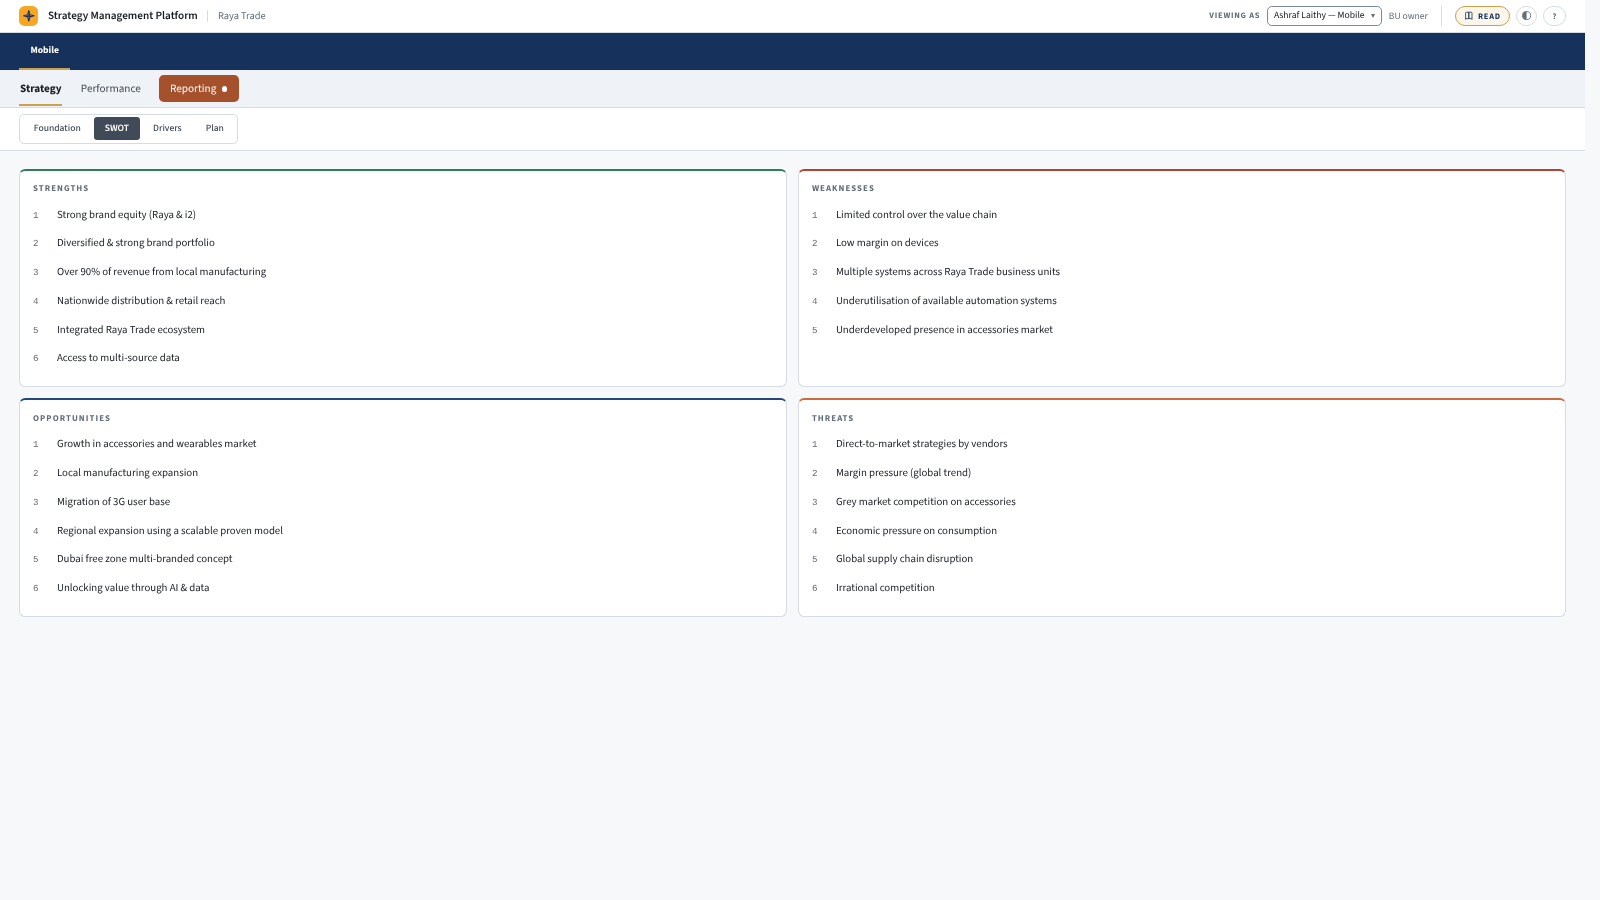 Strategy Management Platform
Raya Trade
VIEWING AS
Ashraf Laithy — Mobile
BU owner
READ
?
Mobile
Strategy
Performance
Reporting
Foundation
SWOT
Drivers
Plan
STRENGTHS
1 Strong brand equity (Raya & i2)
2 Diversified & strong brand portfolio
3 Over 90% of revenue from local manufacturing
4 Nationwide distribution & retail reach
5 Integrated Raya Trade ecosystem
6 Access to multi-source data
WEAKNESSES
1 Limited control over the value chain
2 Low margin on devices
3 Multiple systems across Raya Trade business units
4 Underutilisation of available automation systems
5 Underdeveloped presence in accessories market
OPPORTUNITIES
1 Growth in accessories and wearables market
2 Local manufacturing expansion
3 Migration of 3G user base
4 Regional expansion using a scalable proven model
5 Dubai free zone multi-branded concept
6 Unlocking value through AI & data
THREATS
1 Direct-to-market strategies by vendors
2 Margin pressure (global trend)
3 Grey market competition on accessories
4 Economic pressure on consumption
5 Global supply chain disruption
6 Irrational competition